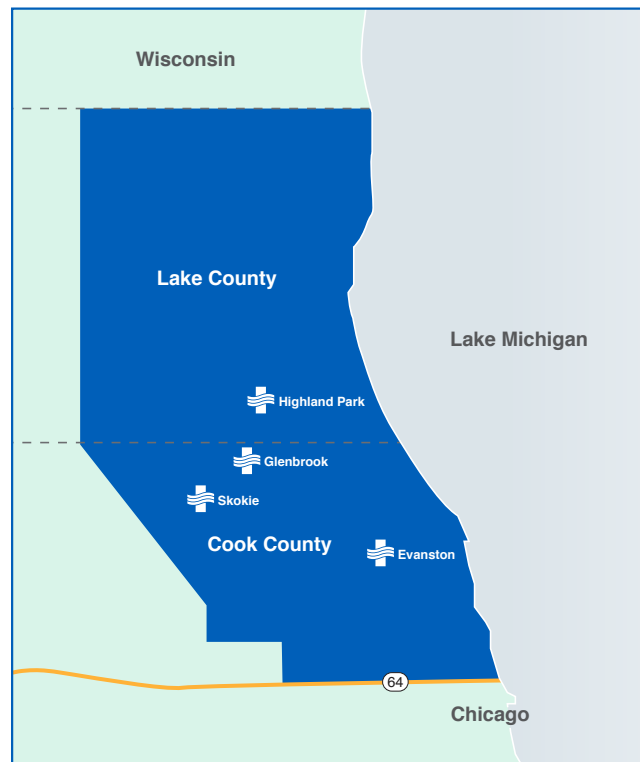 Wisconsin
Lake County
Lake Michigan
Highland Park
Glenbrook
Skokie
Cook County
Evanston
64
Chicago